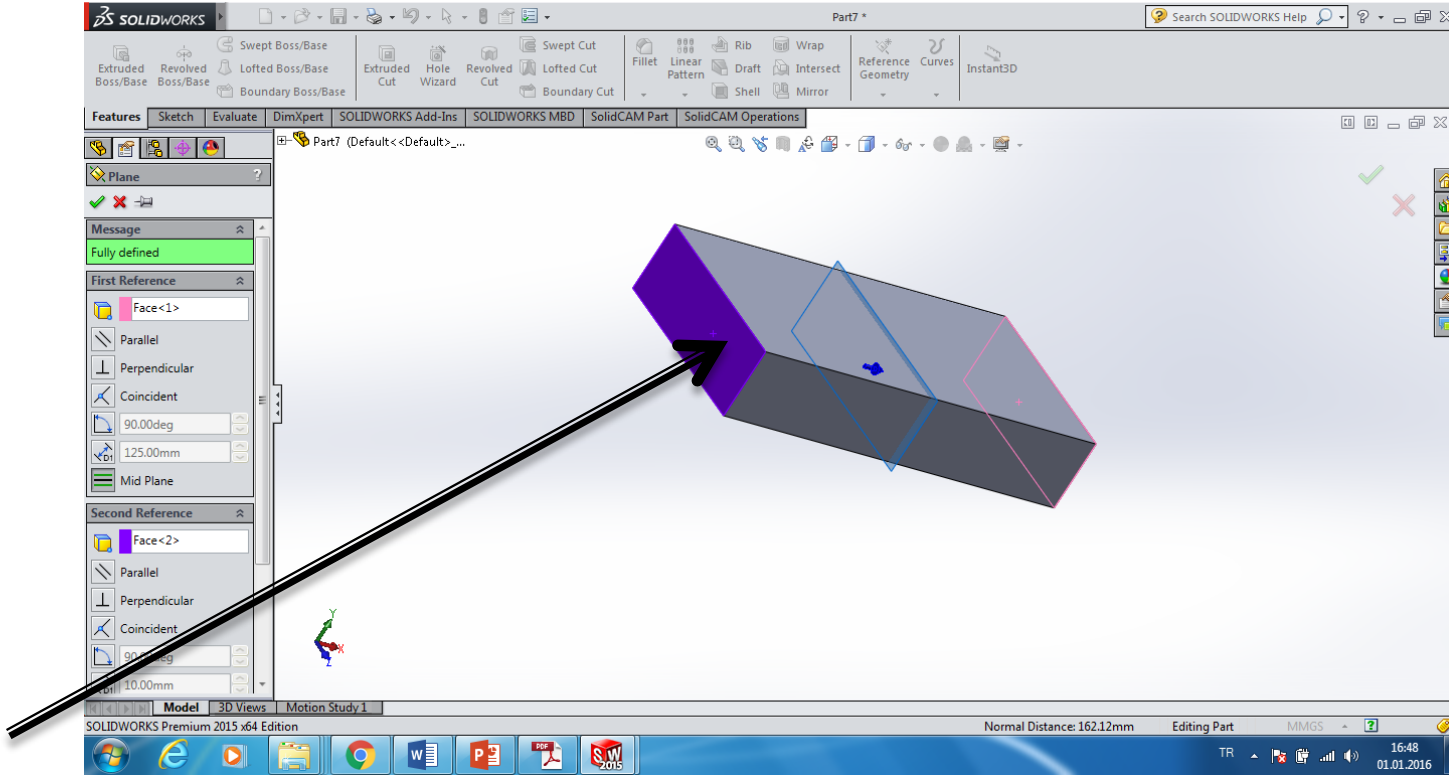 SOLIDWORKS
Part7 *
Search SOLIDWORKS Help
?
Extruded Boss/Base
Revolved Boss/Base
Swept Boss/Base
Lofted Boss/Base
Boundary Boss/Base
Extruded Cut
Hole Wizard
Revolved Cut
Swept Cut
Lofted Cut
Boundary Cut
Fillet
Linear Pattern
Rib
Draft
Shell
Wrap
Intersect
Mirror
Reference Geometry
Curves
Instant3D
Features Sketch Evaluate DimXpert SOLIDWORKS Add-Ins SOLIDWORKS MBD SolidCAM Part SolidCAM Operations
Part7 (Default<<Default>_...
Plane ?
Message
Fully defined
First Reference
Face<1>
Parallel
Perpendicular
Coincident
90.00deg
125.00mm
Mid Plane
Second Reference
Face<2>
Parallel
Perpendicular
Coincident
10.00mm
Y
X
Z
Model 3D Views Motion Study 1
SOLIDWORKS Premium 2015 x64 Edition
Normal Distance: 162.12mm Editing Part MMGS ?
PDF
SW
2015
TR
16:48
01.01.2016